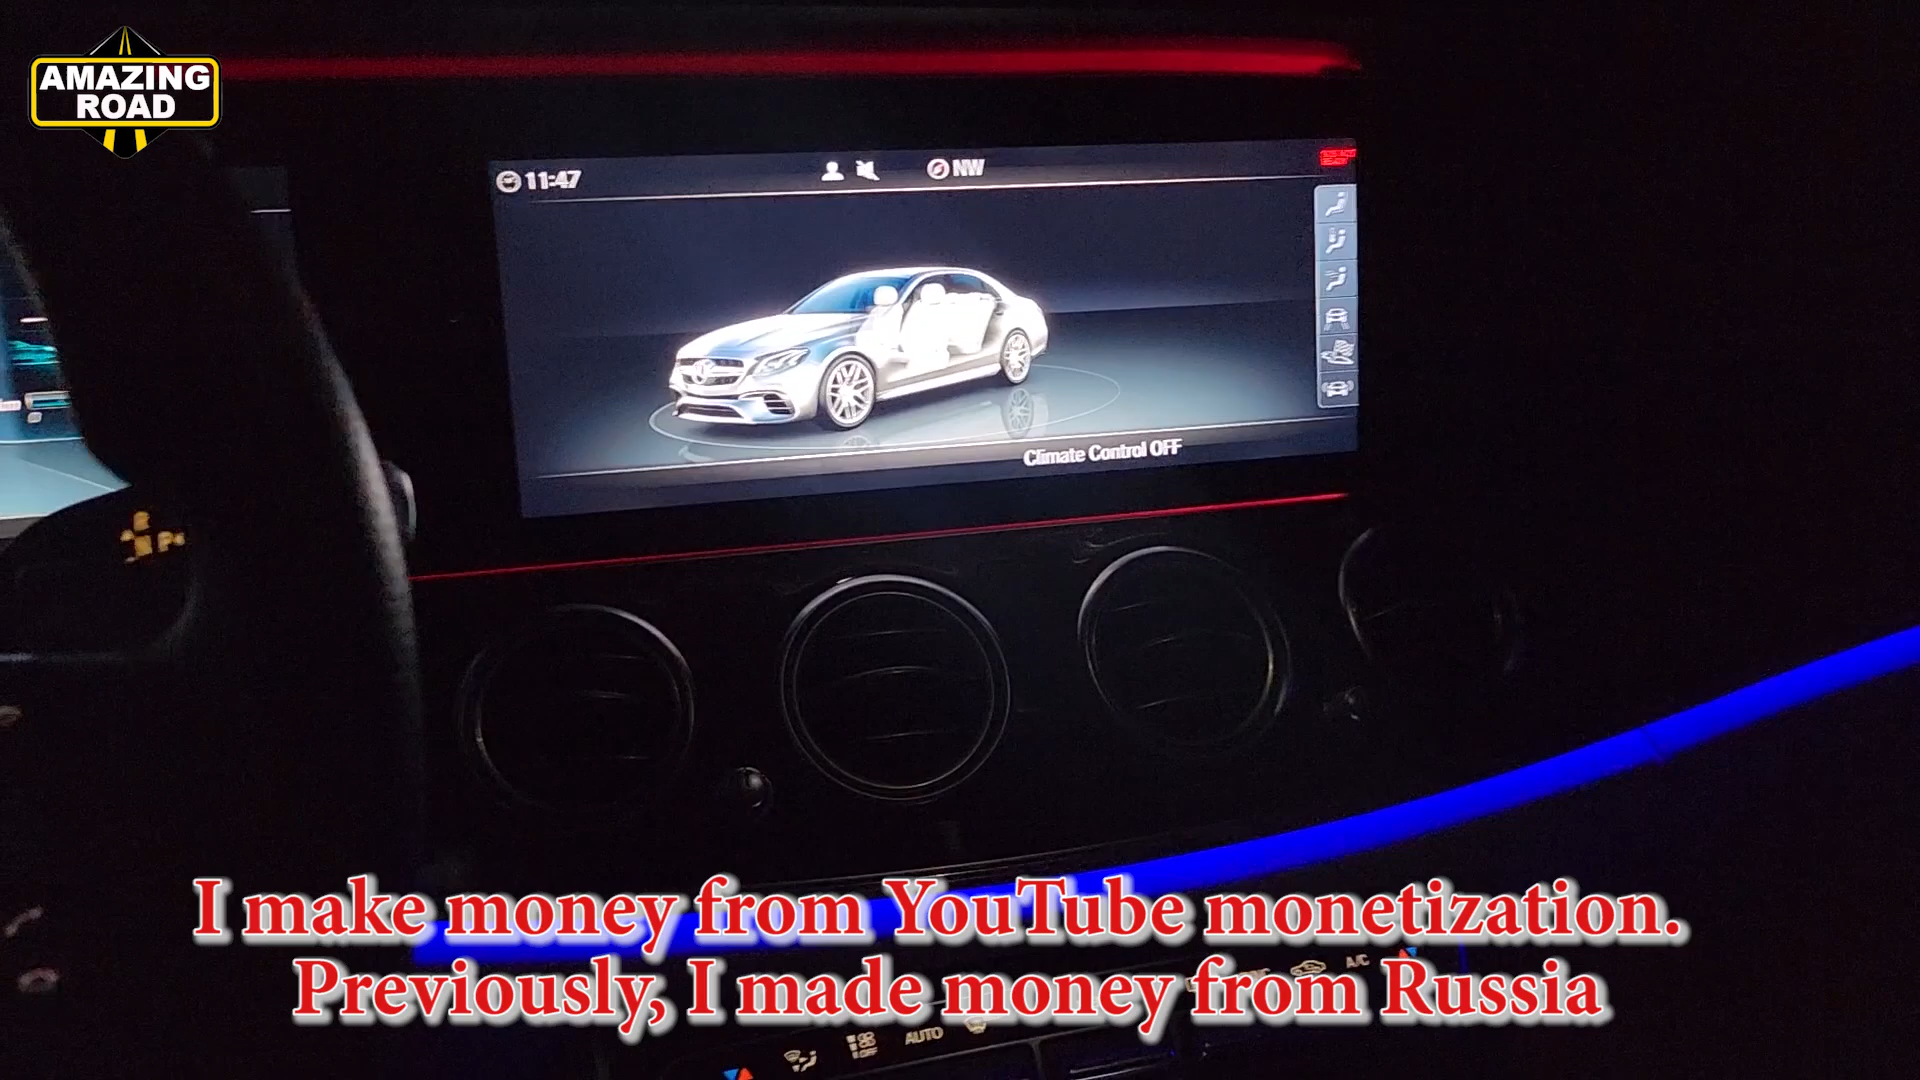 AMAZING
ROAD
11:47
NW
Climate Control OFF
I make money from YouTube monetization.
Previously, I made money from Russia
A/C
AUTO
OFF